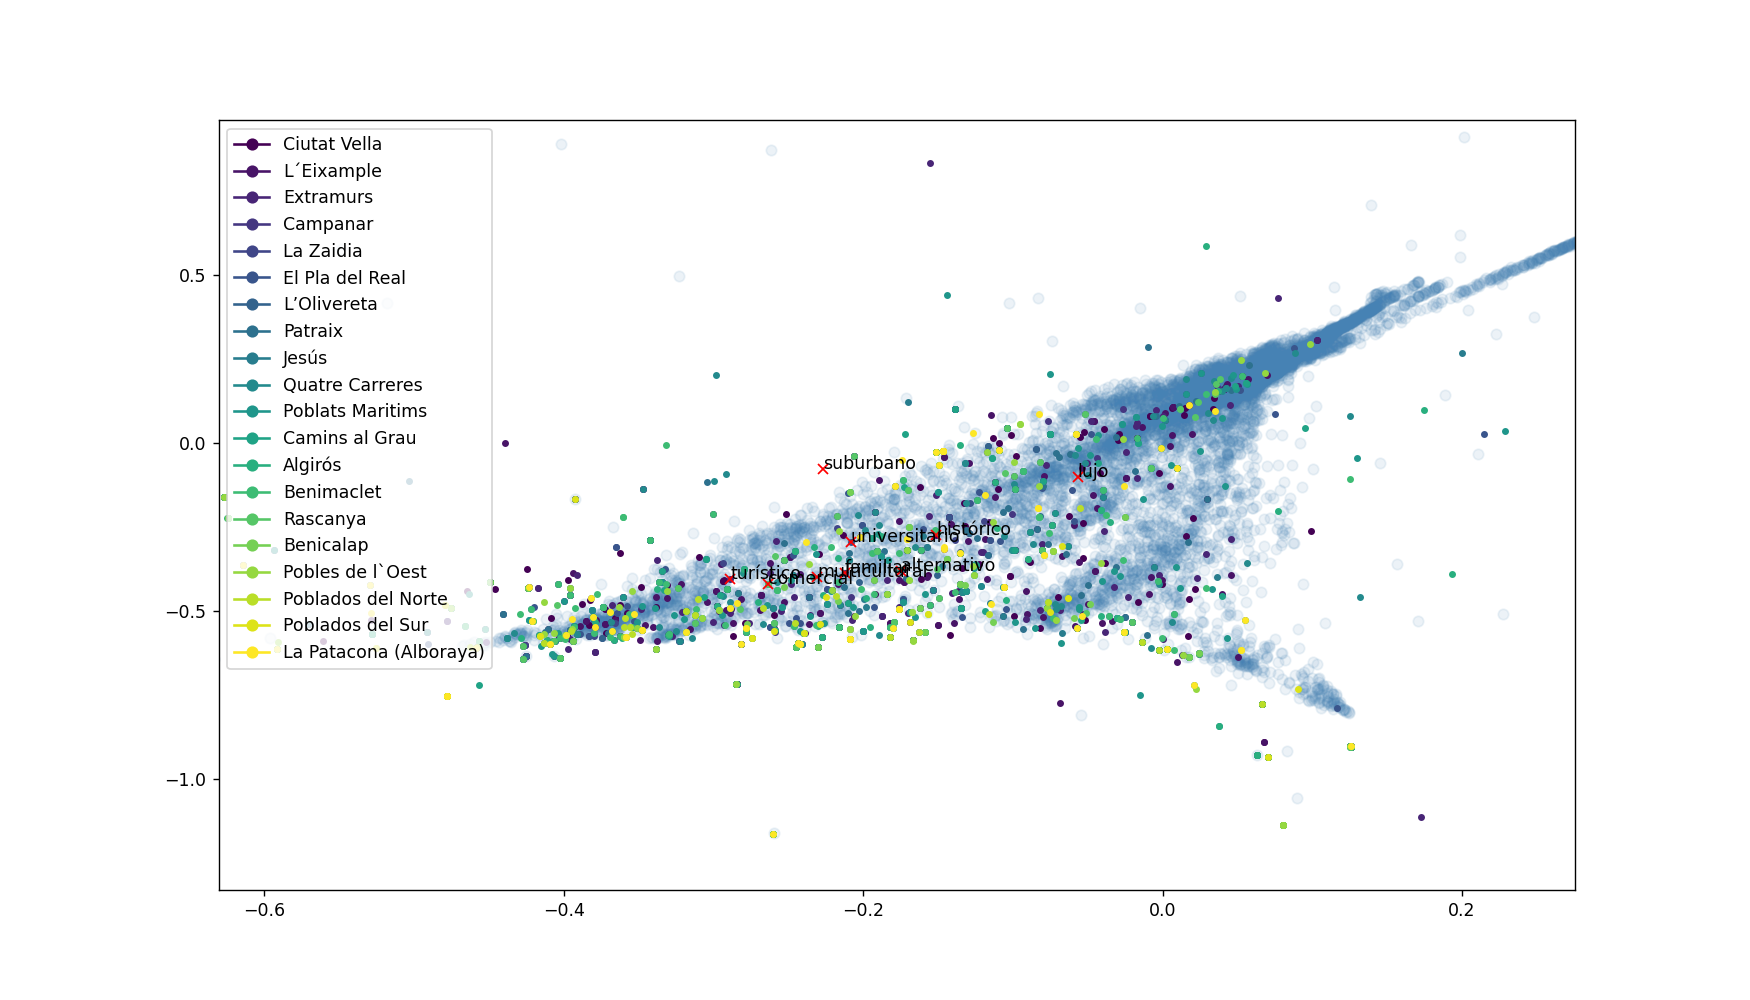 Ciutat Vella
L´Eixample
Extramurs
Campanar
La Zaidia
El Pla del Real
L’Olivereta
Patraix
Jesús
Quatre Carreres
Poblats Maritims
Camins al Grau
Algirós
Benimaclet
Rascanya
Benicalap
Pobles de l`Oest
Poblados del Norte
Poblados del Sur
La Patacona (Alboraya)
0.5
0.0
−0.5
−1.0
suburbano
lujo
histórico
universitario
alternativo
familiar
multicultural
turístico
comercial
−0.6
−0.4
−0.2
0.0
0.2